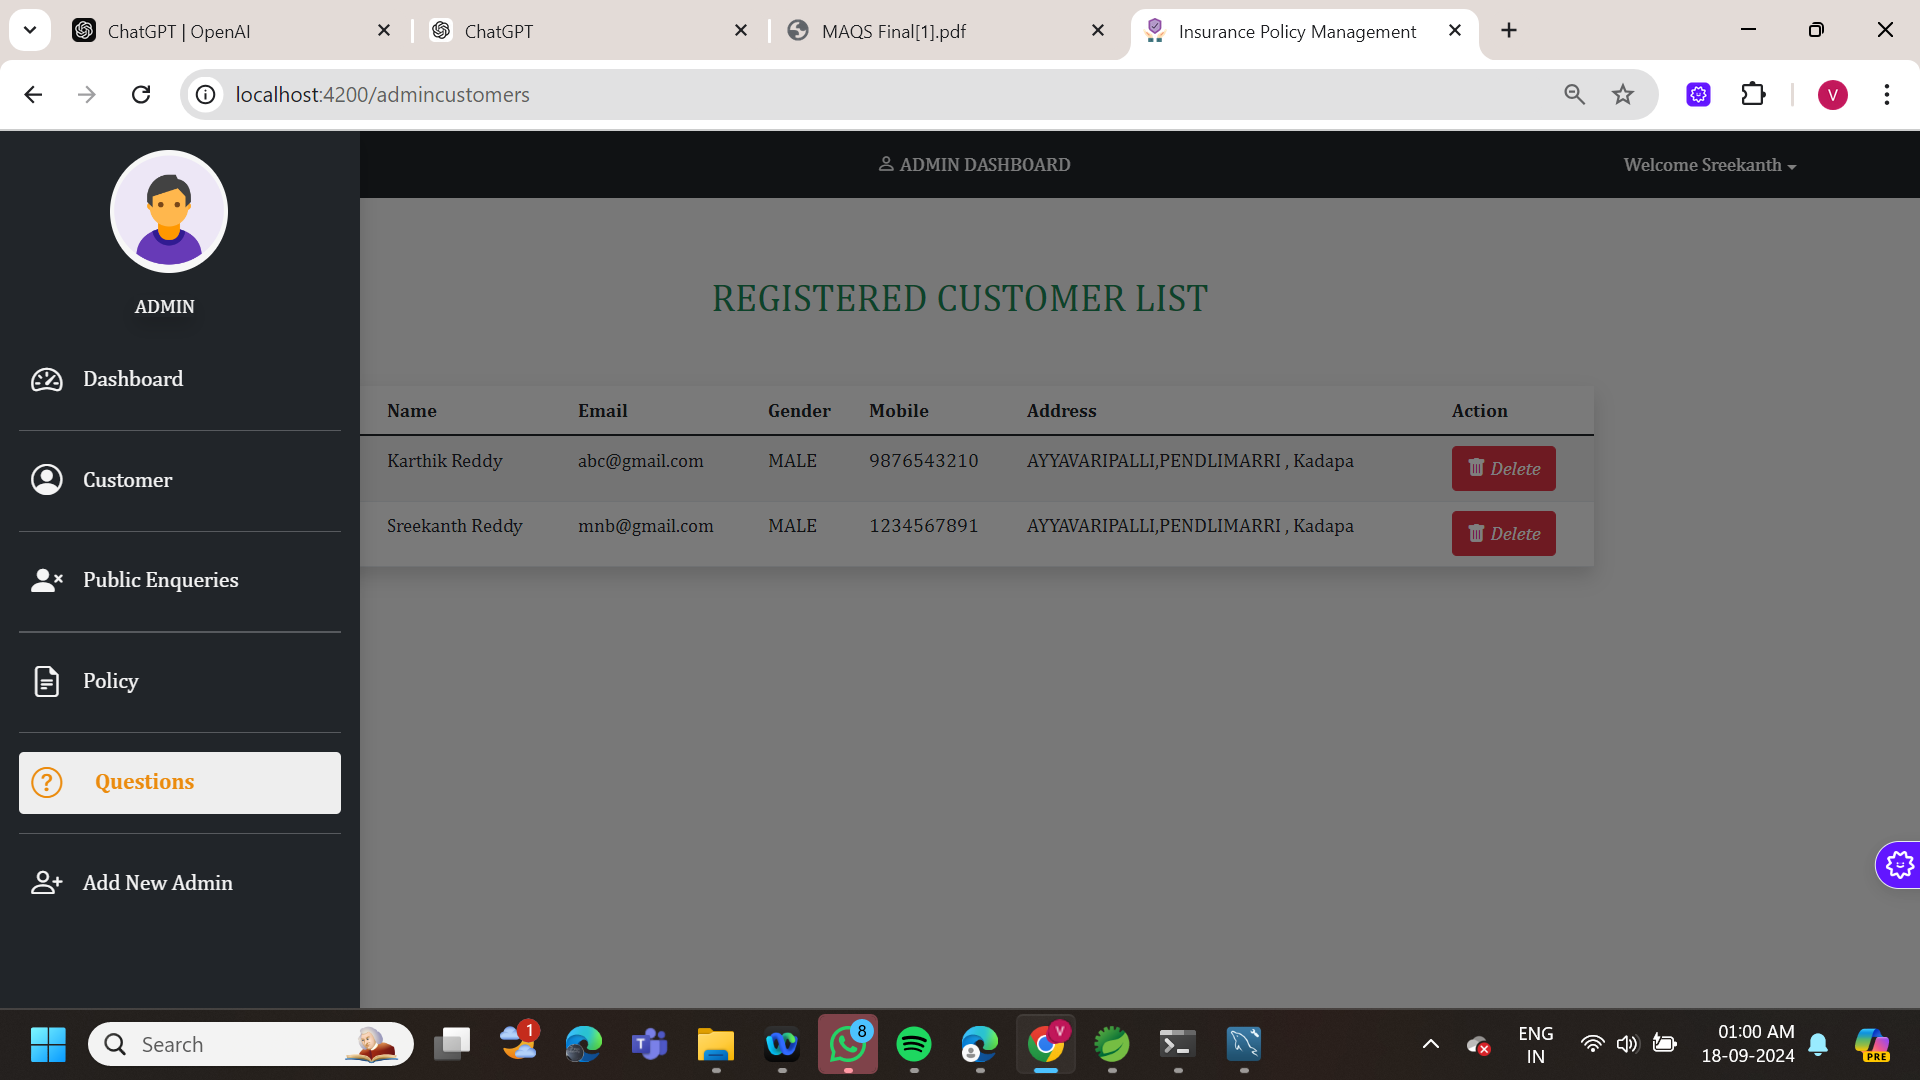 ChatGPT | OpenAI
ChatGPT
MAQS Final[1].pdf
Insurance Policy Management
localhost:4200/admincustomers
V
ADMIN DASHBOARD
Welcome Sreekanth
ADMIN
Dashboard
Customer
Public Enqueries
Policy
Questions
Add New Admin
REGISTERED CUSTOMER LIST
Name Email Gender Mobile Address Action
Karthik Reddy abc@gmail.com MALE 9876543210 AYYAVARIPALLI,PENDLIMARRI , Kadapa Delete
Sreekanth Reddy mnb@gmail.com MALE 1234567891 AYYAVARIPALLI,PENDLIMARRI , Kadapa Delete
Search
1
8
V
ENG
IN
01:00 AM
18-09-2024
PRE